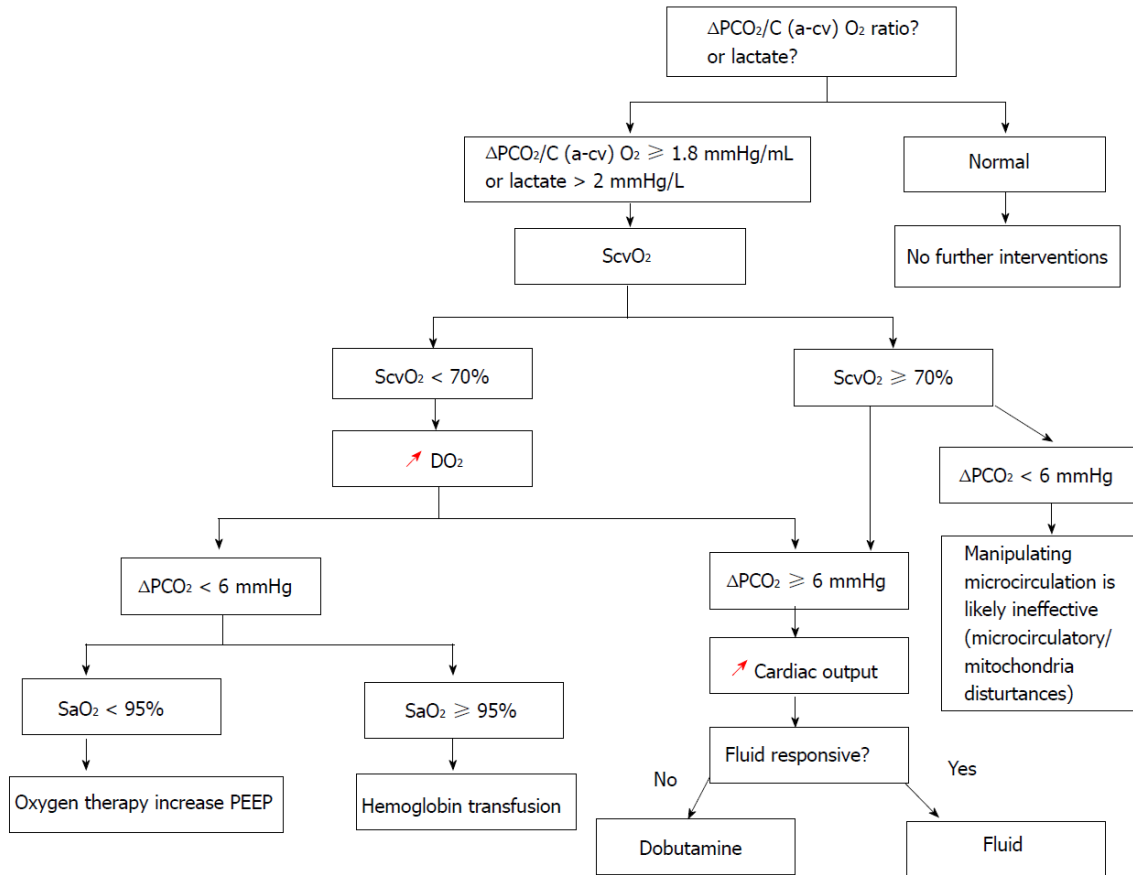 ΔPCO₂/C (a-cv) O₂ ratio?
or lactate?
ΔPCO₂/C (a-cv) O₂ ⩾ 1.8 mmHg/mL
or lactate > 2 mmHg/L
Normal
ScvO₂
No further interventions
ScvO₂ < 70%
ScvO₂ ⩾ 70%
↗ DO₂
ΔPCO₂ < 6 mmHg
ΔPCO₂ < 6 mmHg
ΔPCO₂ ⩾ 6 mmHg
Manipulating
microcirculation is
likely ineffective
(microcirculatory/
mitochondria
disturtances)
↗ Cardiac output
SaO₂ < 95%
SaO₂ ⩾ 95%
Fluid responsive?
No
Yes
Oxygen therapy increase PEEP
Hemoglobin transfusion
Dobutamine
Fluid